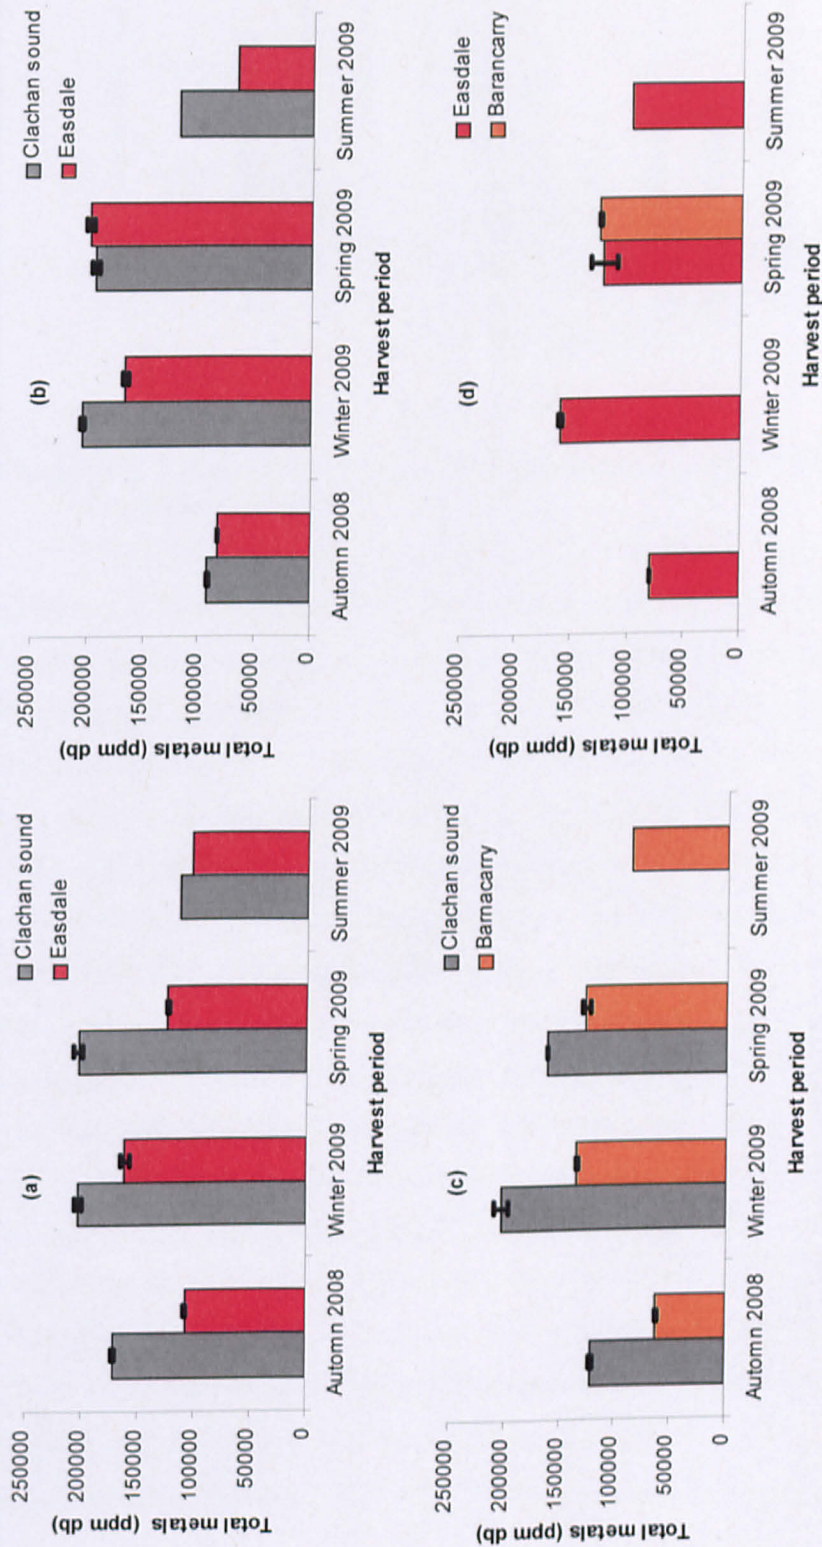 (a)
Clachan sound
Easdale
Total metals (ppm db)
250000
200000
150000
100000
50000
0
Automn 2008
Winter 2009
Spring 2009
Summer 2009
Harvest period
(b)
Clachan sound
Easdale
Total metals (ppm db)
250000
200000
150000
100000
50000
0
Automn 2008
Winter 2009
Spring 2009
Summer 2009
Harvest period
(c)
Clachan sound
Barnacarry
Total metals (ppm db)
250000
200000
150000
100000
50000
0
Automn 2008
Winter 2009
Spring 2009
Summer 2009
Harvest period
(d)
Easdale
Barancarry
Total metals (ppm db)
250000
200000
150000
100000
50000
0
Automn 2008
Winter 2009
Spring 2009
Summer 2009
Harvest period